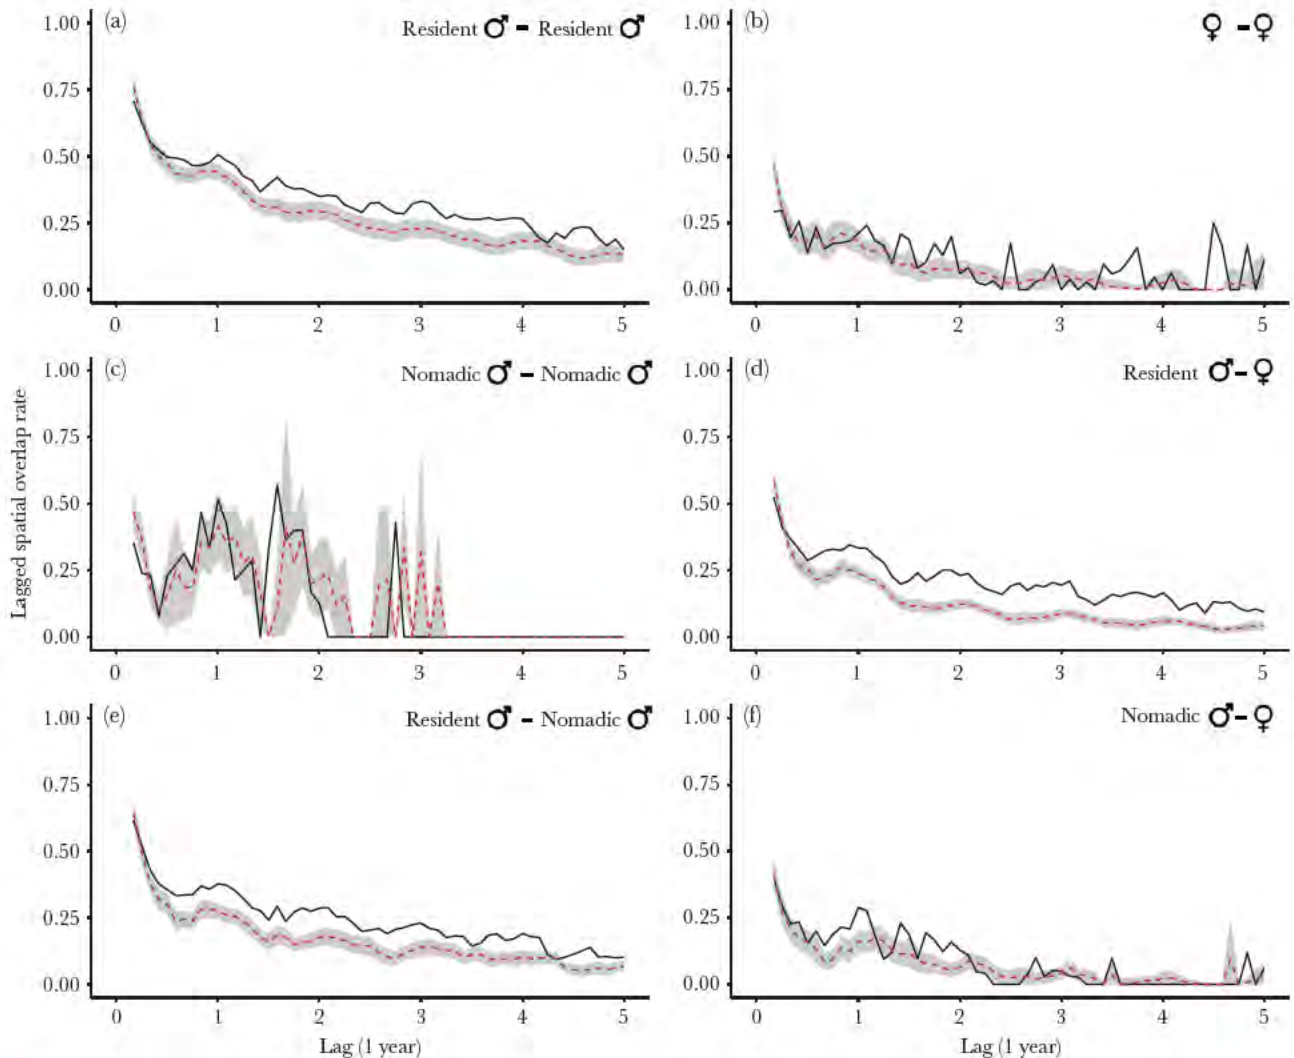 (a) Resident ♂ – Resident ♂
1.00
0.75
0.50
0.25
0.00
0 1 2 3 4 5
(b) ♀ – ♀
1.00
0.75
0.50
0.25
0.00
0 1 2 3 4 5
Lagged spatial overlap rate
(c) Nomadic ♂ – Nomadic ♂
1.00
0.75
0.50
0.25
0.00
0 1 2 3 4 5
(d) Resident ♂ – ♀
1.00
0.75
0.50
0.25
0.00
0 1 2 3 4 5
(e) Resident ♂ – Nomadic ♂
1.00
0.75
0.50
0.25
0.00
0 1 2 3 4 5
Lag (1 year)
(f) Nomadic ♂ – ♀
1.00
0.75
0.50
0.25
0.00
0 1 2 3 4 5
Lag (1 year)